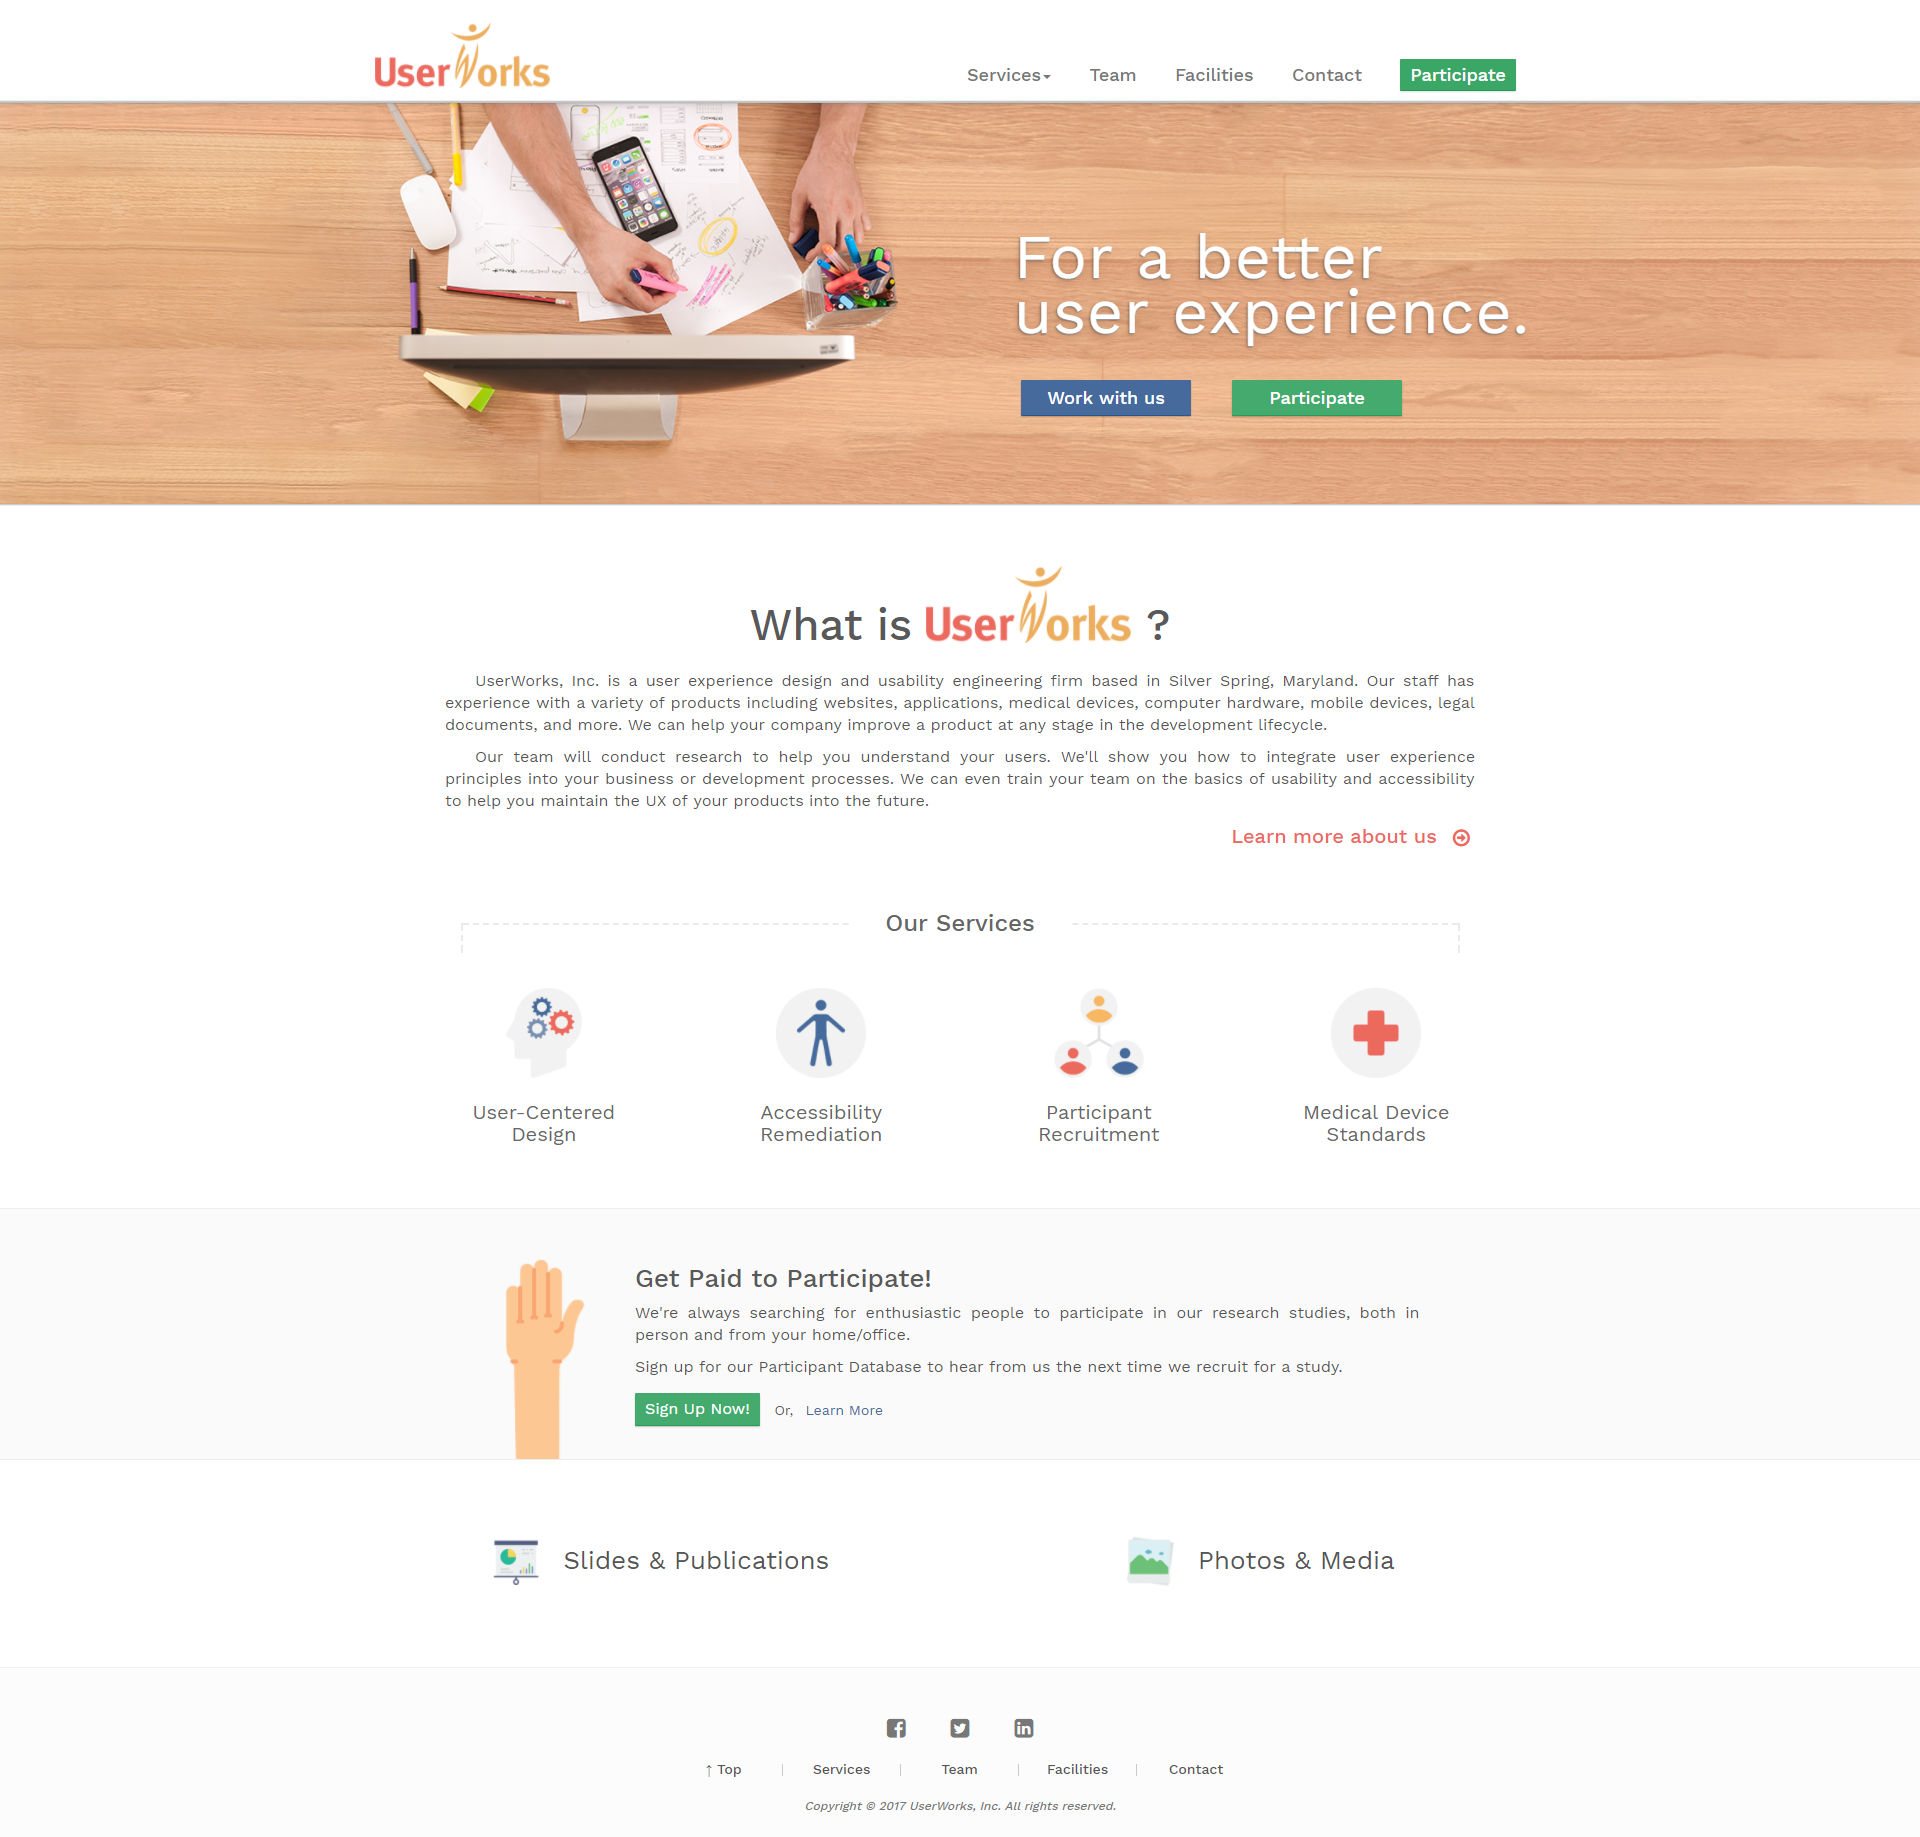 UserWorks
Services Team Facilities Contact Participate
For a better
user experience.
Work with us Participate
What is UserWorks ?
UserWorks, Inc. is a user experience design and usability engineering firm based in Silver Spring, Maryland. Our staff has
experience with a variety of products including websites, applications, medical devices, computer hardware, mobile devices, legal
documents, and more. We can help your company improve a product at any stage in the development lifecycle.
Our team will conduct research to help you understand your users. We'll show you how to integrate user experience
principles into your business or development processes. We can even train your team on the basics of usability and accessibility
to help you maintain the UX of your products into the future.
Learn more about us
Our Services
User-Centered
Design
Accessibility
Remediation
Participant
Recruitment
Medical Device
Standards
Get Paid to Participate!
We're always searching for enthusiastic people to participate in our research studies, both in
person and from your home/office.
Sign up for our Participant Database to hear from us the next time we recruit for a study.
Sign Up Now! Or, Learn More
Slides & Publications
Photos & Media
↑ Top | Services | Team | Facilities | Contact
Copyright © 2017 UserWorks, Inc. All rights reserved.